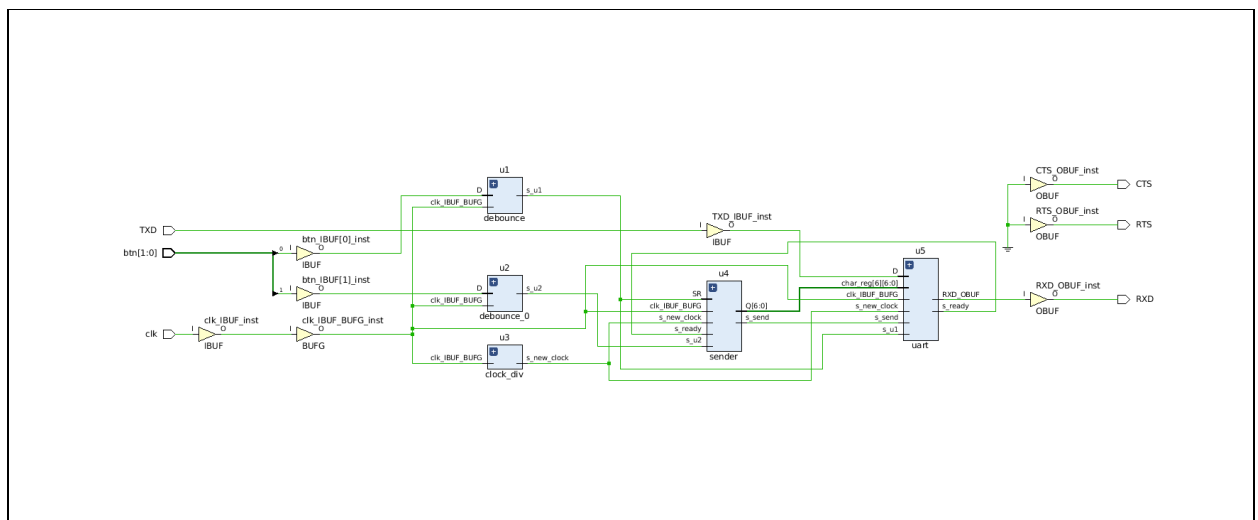 u1
D
s_u1
clk_IBUF_BUFG
debounce
CTS_OBUF_inst
I
O
CTS
OBUF
TXD
TXD_IBUF_inst
I
O
IBUF
RTS_OBUF_inst
I
O
RTS
OBUF
btn[1:0]
0
btn_IBUF[0]_inst
I
O
IBUF
1
btn_IBUF[1]_inst
I
O
IBUF
u2
D
s_u2
clk_IBUF_BUFG
debounce_0
u4
SR
clk_IBUF_BUFG
Q[6:0]
s_new_clock
s_send
s_ready
s_u2
sender
u5
D
char_reg[6][6:0]
clk_IBUF_BUFG
RXD_OBUF
s_new_clock
s_ready
s_send
s_u1
uart
RXD_OBUF_inst
I
O
RXD
OBUF
clk
clk_IBUF_inst
I
O
IBUF
clk_IBUF_BUFG_inst
I
O
BUFG
u3
clk_IBUF_BUFG
s_new_clock
clock_div